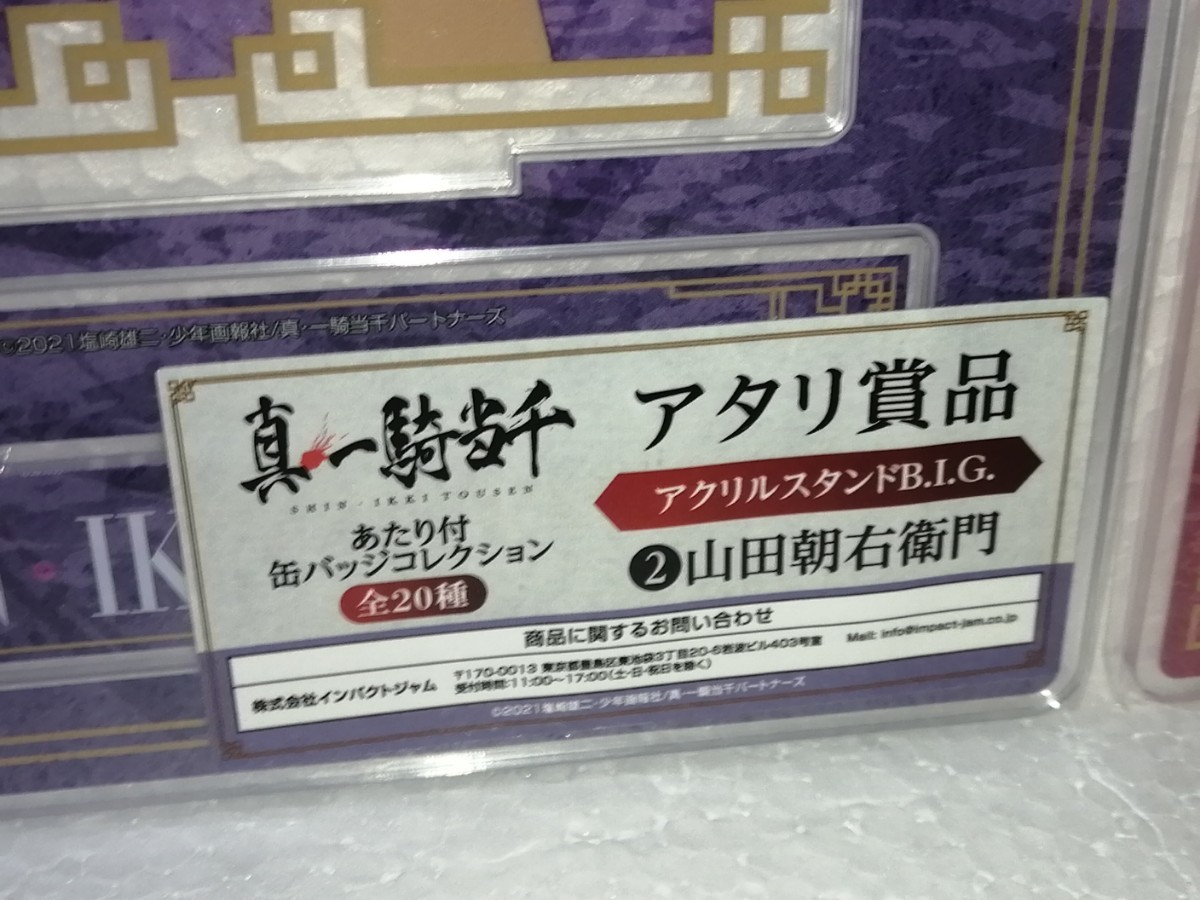 ©2021塩崎雄二・少年画報社/真・一騎当千パートナーズ
IK
真・一騎当千
SHIN・IKKI TOUSEN
あたり付
缶バッジコレクション
全20種
アタリ賞品
アクリルスタンドB.I.G.
❷山田朝右衛門
商品に関するお問い合わせ
株式会社インパクトジャム
〒170-0013 東京都豊島区東池袋3丁目20-6岩波ビル403号室
受付時間:11:00〜17:00(土・日・祝日を除く)
Mail: info@impact-jam.co.jp
©2021塩崎雄二・少年画報社/真・一騎当千パートナーズ